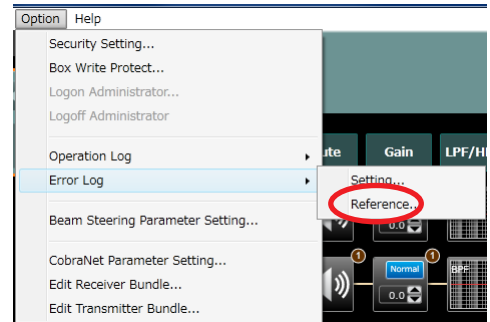 Option Help
Security Setting...
Box Write Protect...
Logon Administrator...
Logoff Administrator
Operation Log
Gain LPF/H
Error Log
Setting...
Reference...
0.0
Beam Steering Parameter Setting...
CobraNet Parameter Setting...
1 1
Normal BPF
Edit Receiver Bundle...
0.0
Edit Transmitter Bundle...